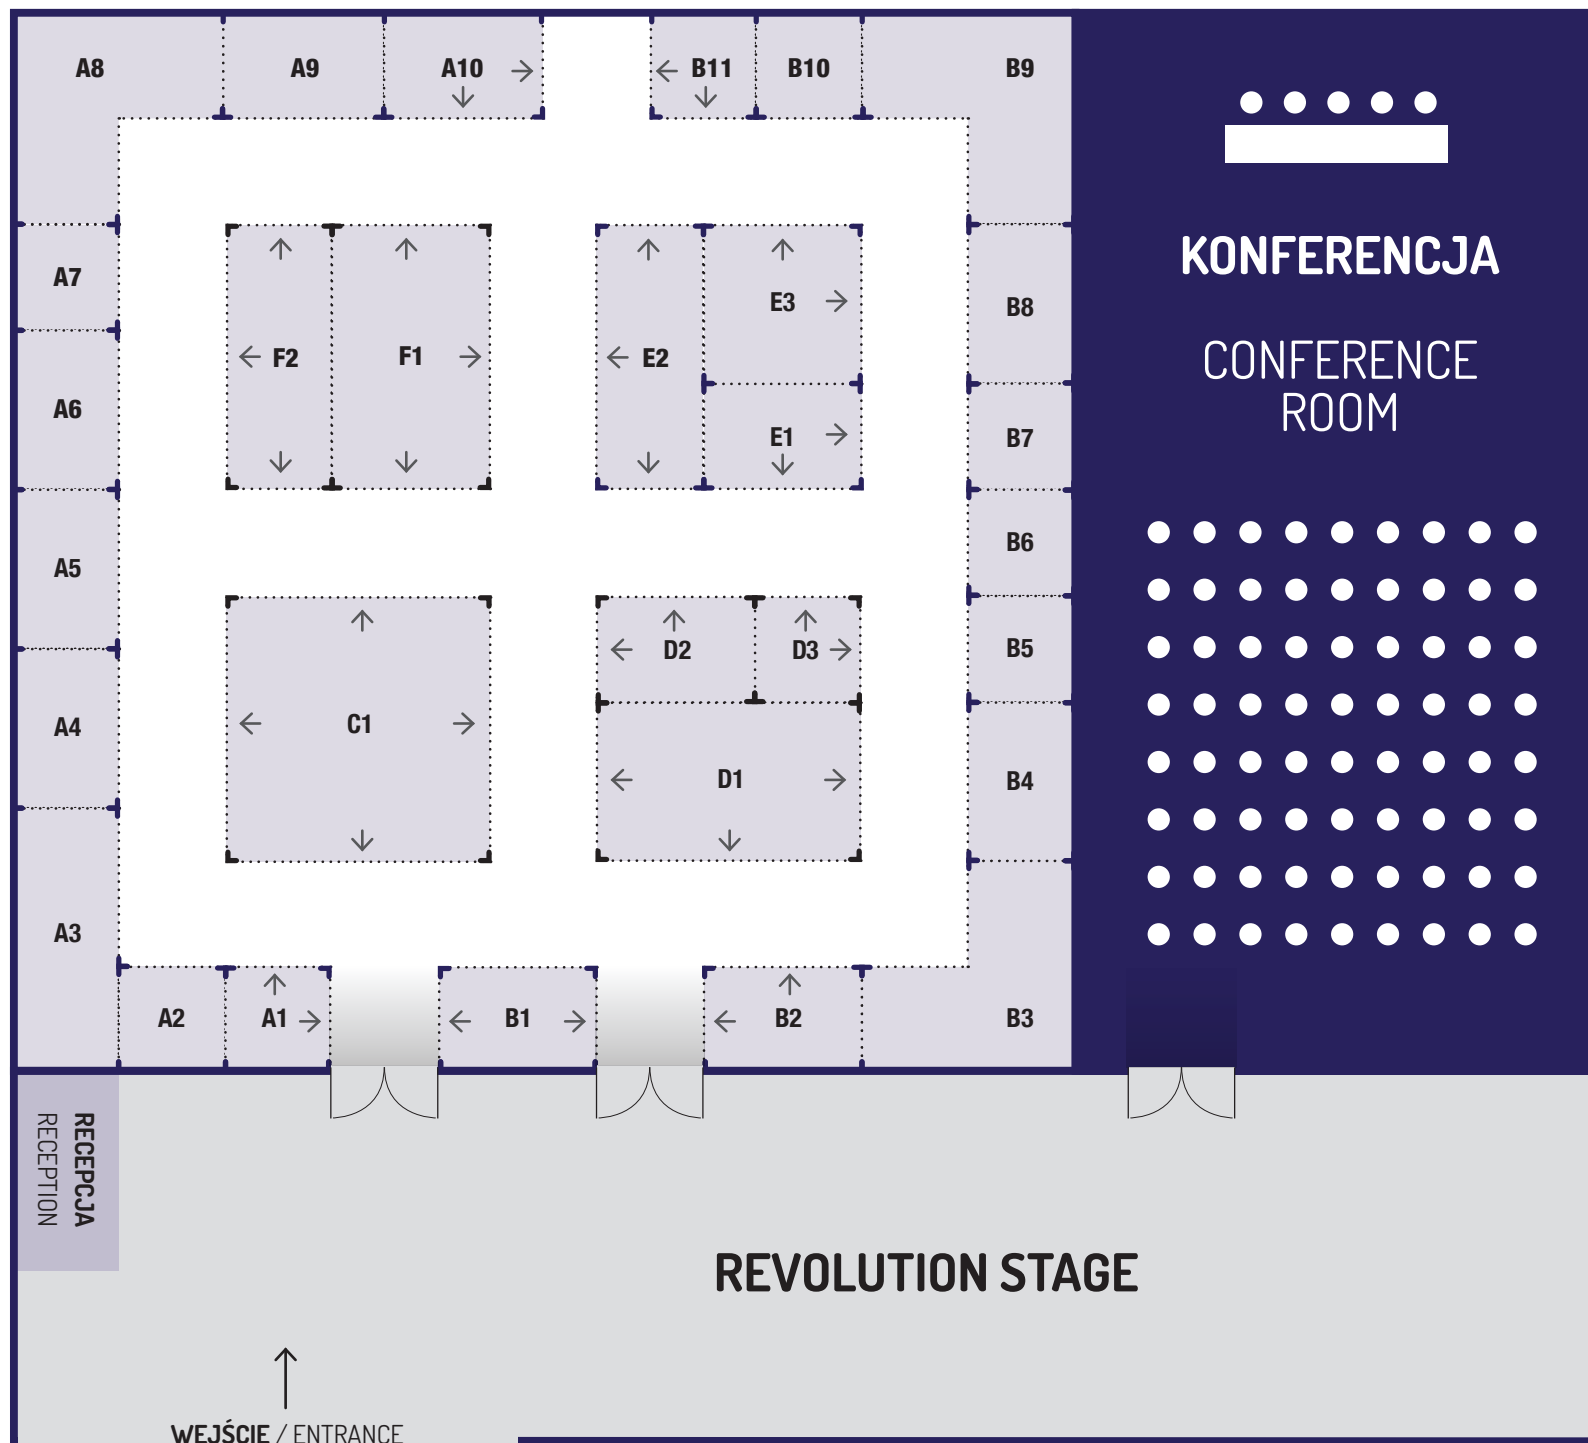 A8
A9
A10
B11
B10
B9
A7
A6
A5
A4
A3
F2
F1
E2
E3
E1
B8
B7
B6
B5
B4
C1
D2
D3
D1
A2
A1
B1
B2
B3
KONFERENCJA
CONFERENCE
ROOM
RECEPCJA
RECEPTION
REVOLUTION STAGE
WEJŚCIE / ENTRANCE